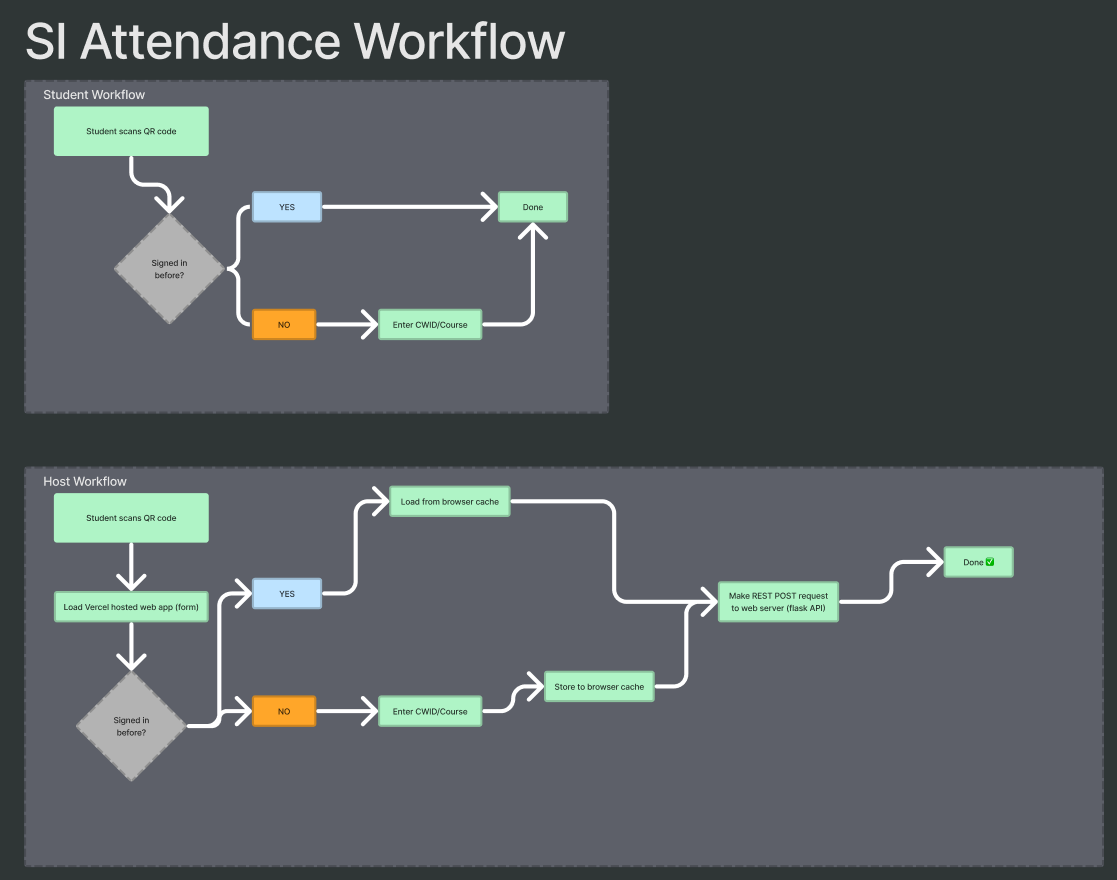 SI Attendance Workflow
Student Workflow
Student scans QR code
Signed in
before?
YES
Done
NO
Enter CWID/Course
Host Workflow
Student scans QR code
Load Vercel hosted web app (form)
Signed in
before?
YES
Load from browser cache
NO
Enter CWID/Course
Store to browser cache
Make REST POST request
to web server (flask API)
Done ✅